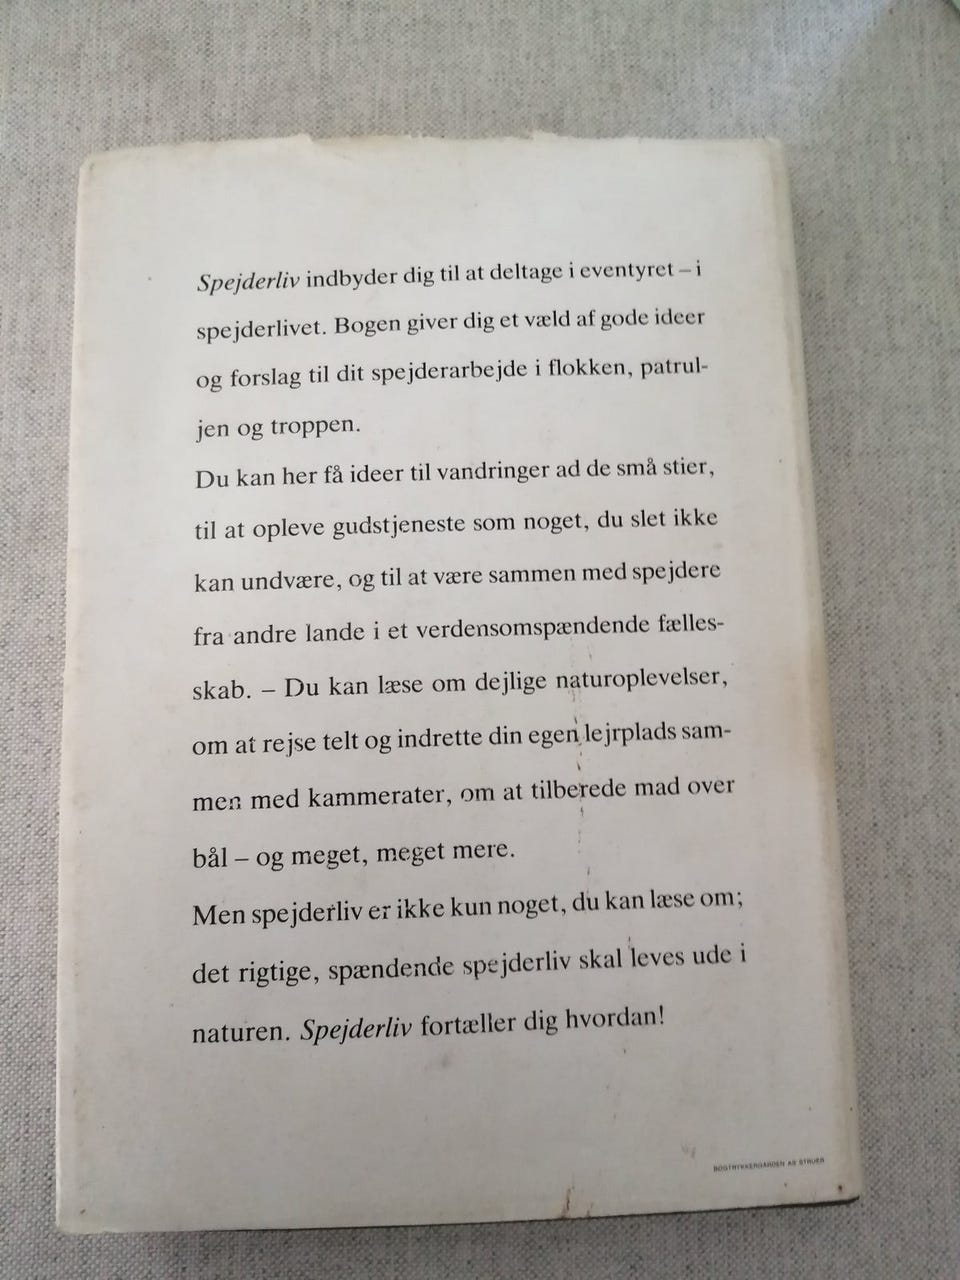 Spejderliv indbyder dig til at deltage i eventyret – i
spejderlivet. Bogen giver dig et væld af gode ideer
og forslag til dit spejderarbejde i flokken, patrul-
jen og troppen.
Du kan her få ideer til vandringer ad de små stier,
til at opleve gudstjeneste som noget, du slet ikke
kan undvære, og til at være sammen med spejdere
fra andre lande i et verdensomspændende fælles-
skab. – Du kan læse om dejlige naturoplevelser,
om at rejse telt og indrette din egen lejrplads sam-
men med kammerater, om at tilberede mad over
bål – og meget, meget mere.
Men spejderliv er ikke kun noget, du kan læse om;
det rigtige, spændende spejderliv skal leves ude i
naturen. Spejderliv fortæller dig hvordan!
BOGTRYKKERGÅRDEN AS STRUER